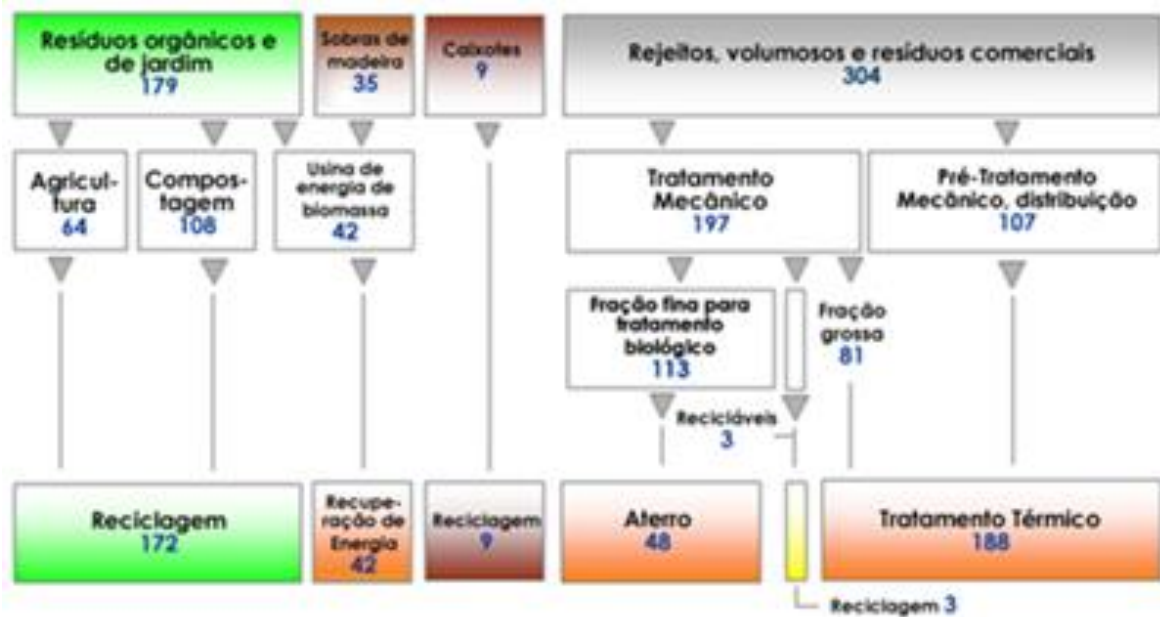 Resíduos orgânicos e
de jardim
179
Sobras de
madeira
35
Caixotes
9
Rejeitos, volumosos e resíduos comerciais
304
Agricul-
tura
64
Compos-
tagem
108
Usina de
energia de
biomassa
42
Tratamento
Mecânico
197
Pré-Tratamento
Mecânico, distribuição
107
Fração fina para
tratamento
biológico
113
Fração
grossa
81
Recicláveis
3
Reciclagem
172
Recupe-
ração de
Energia
42
Reciclagem
9
Aterro
48
Tratamento Térmico
188
Reciclagem 3